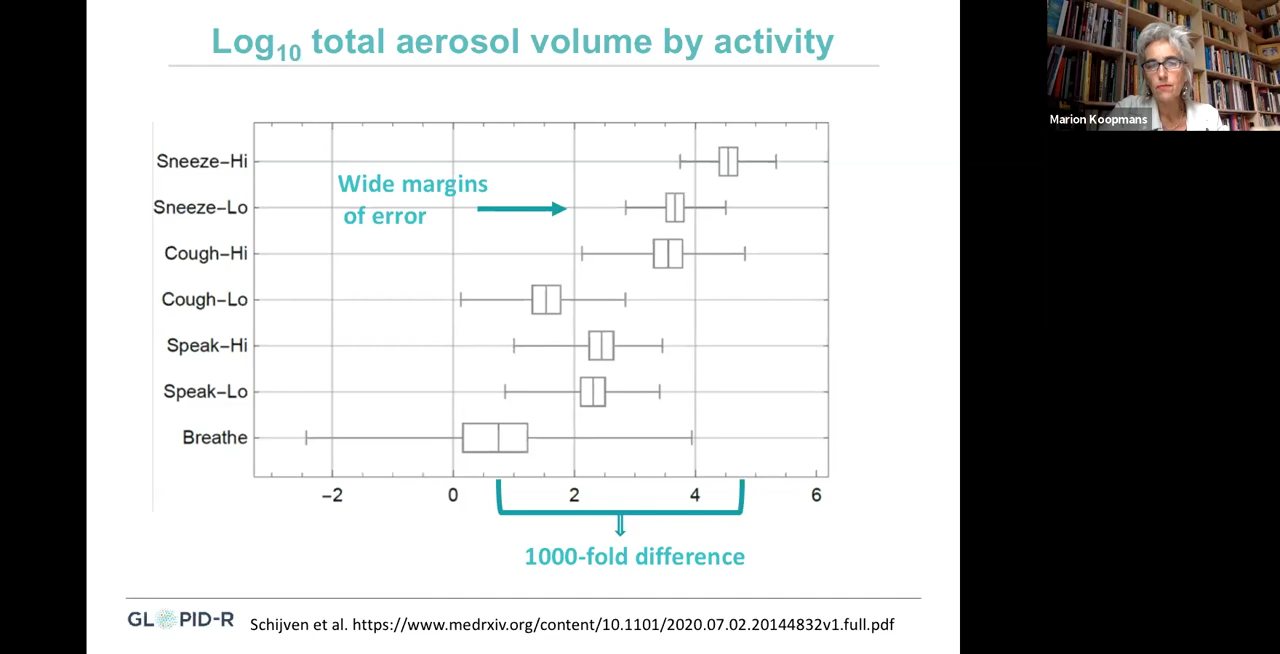 Log10 total aerosol volume by activity
Marion Koopmans
Sneeze-Hi
Wide margins
of error
Sneeze-Lo
Cough-Hi
Cough-Lo
Speak-Hi
Speak-Lo
Breathe
-2 0 2 4 6
1000-fold difference
GLOPID-R
Schijven et al. https://www.medrxiv.org/content/10.1101/2020.07.02.20144832v1.full.pdf